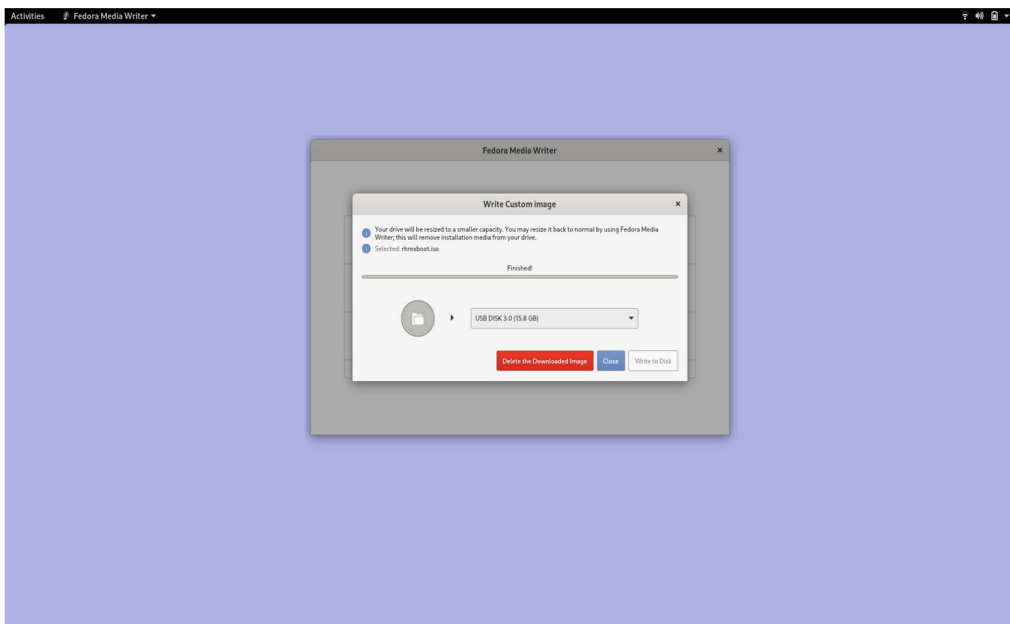 Activities Fedora Media Writer
Fedora Media Writer
Write Custom image
Your drive will be resized to a smaller capacity. You may resize it back to normal by using Fedora Media
Writer; this will remove installation media from your drive.
Selected: rhrexboot.iso
Finished!
USB DISK 3.0 (15.8 GB)
Delete the Downloaded Image Close Write to Disk